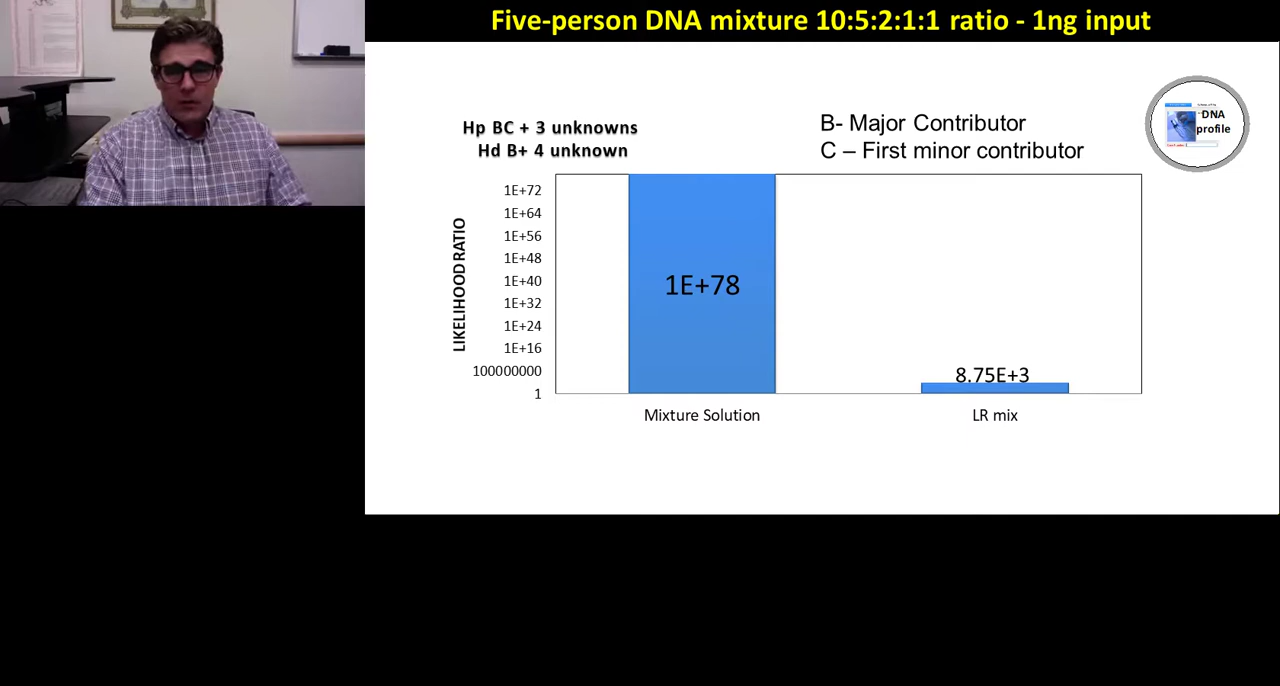 Five-person DNA mixture 10:5:2:1:1 ratio - 1ng input
Hp BC + 3 unknowns
Hd B+ 4 unknown
B- Major Contributor
C – First minor contributor
DNA
profile
LIKELIHOOD RATIO
1E+72
1E+64
1E+56
1E+48
1E+40
1E+32
1E+24
1E+16
100000000
1
1E+78
8.75E+3
Mixture Solution
LR mix